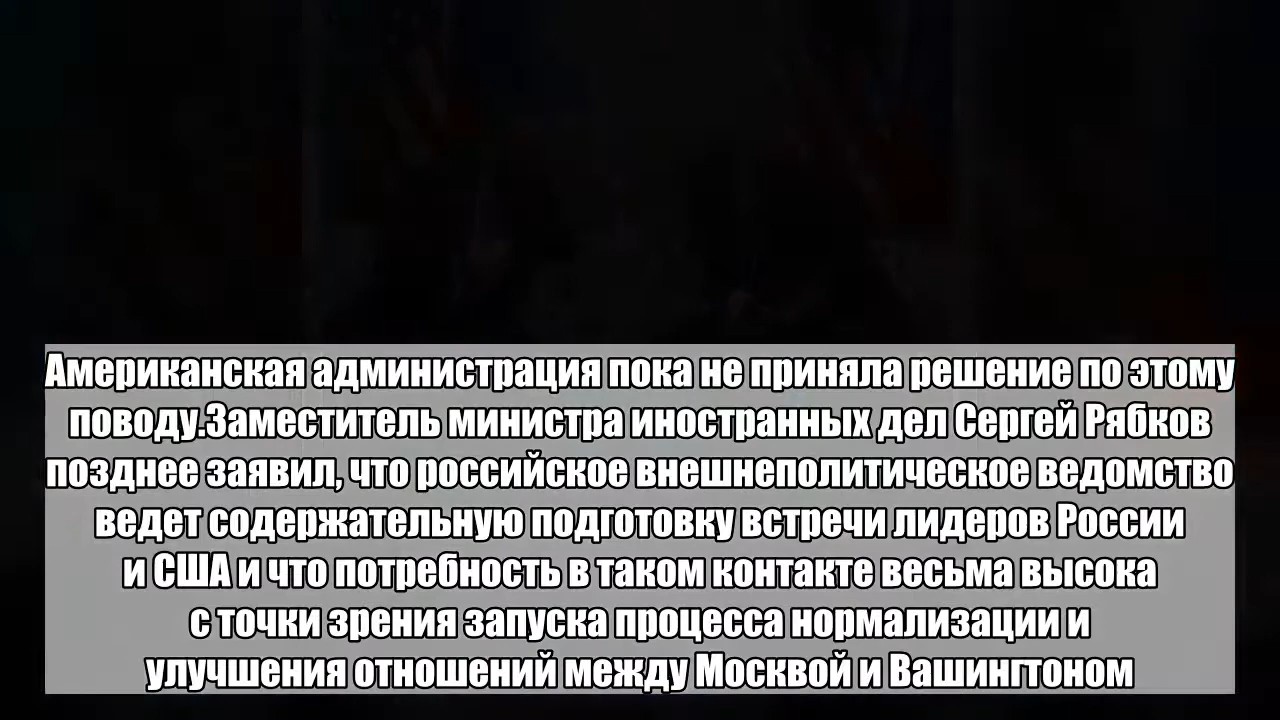 Американская администрация пока не приняла решение по этому
поводу.Заместитель министра иностранных дел Сергей Рябков
позднее заявил, что российское внешнеполитическое ведомство
ведет содержательную подготовку встречи лидеров России
и США и что потребность в таком контакте весьма высока
с точки зрения запуска процесса нормализации и
улучшения отношений между Москвой и Вашингтоном